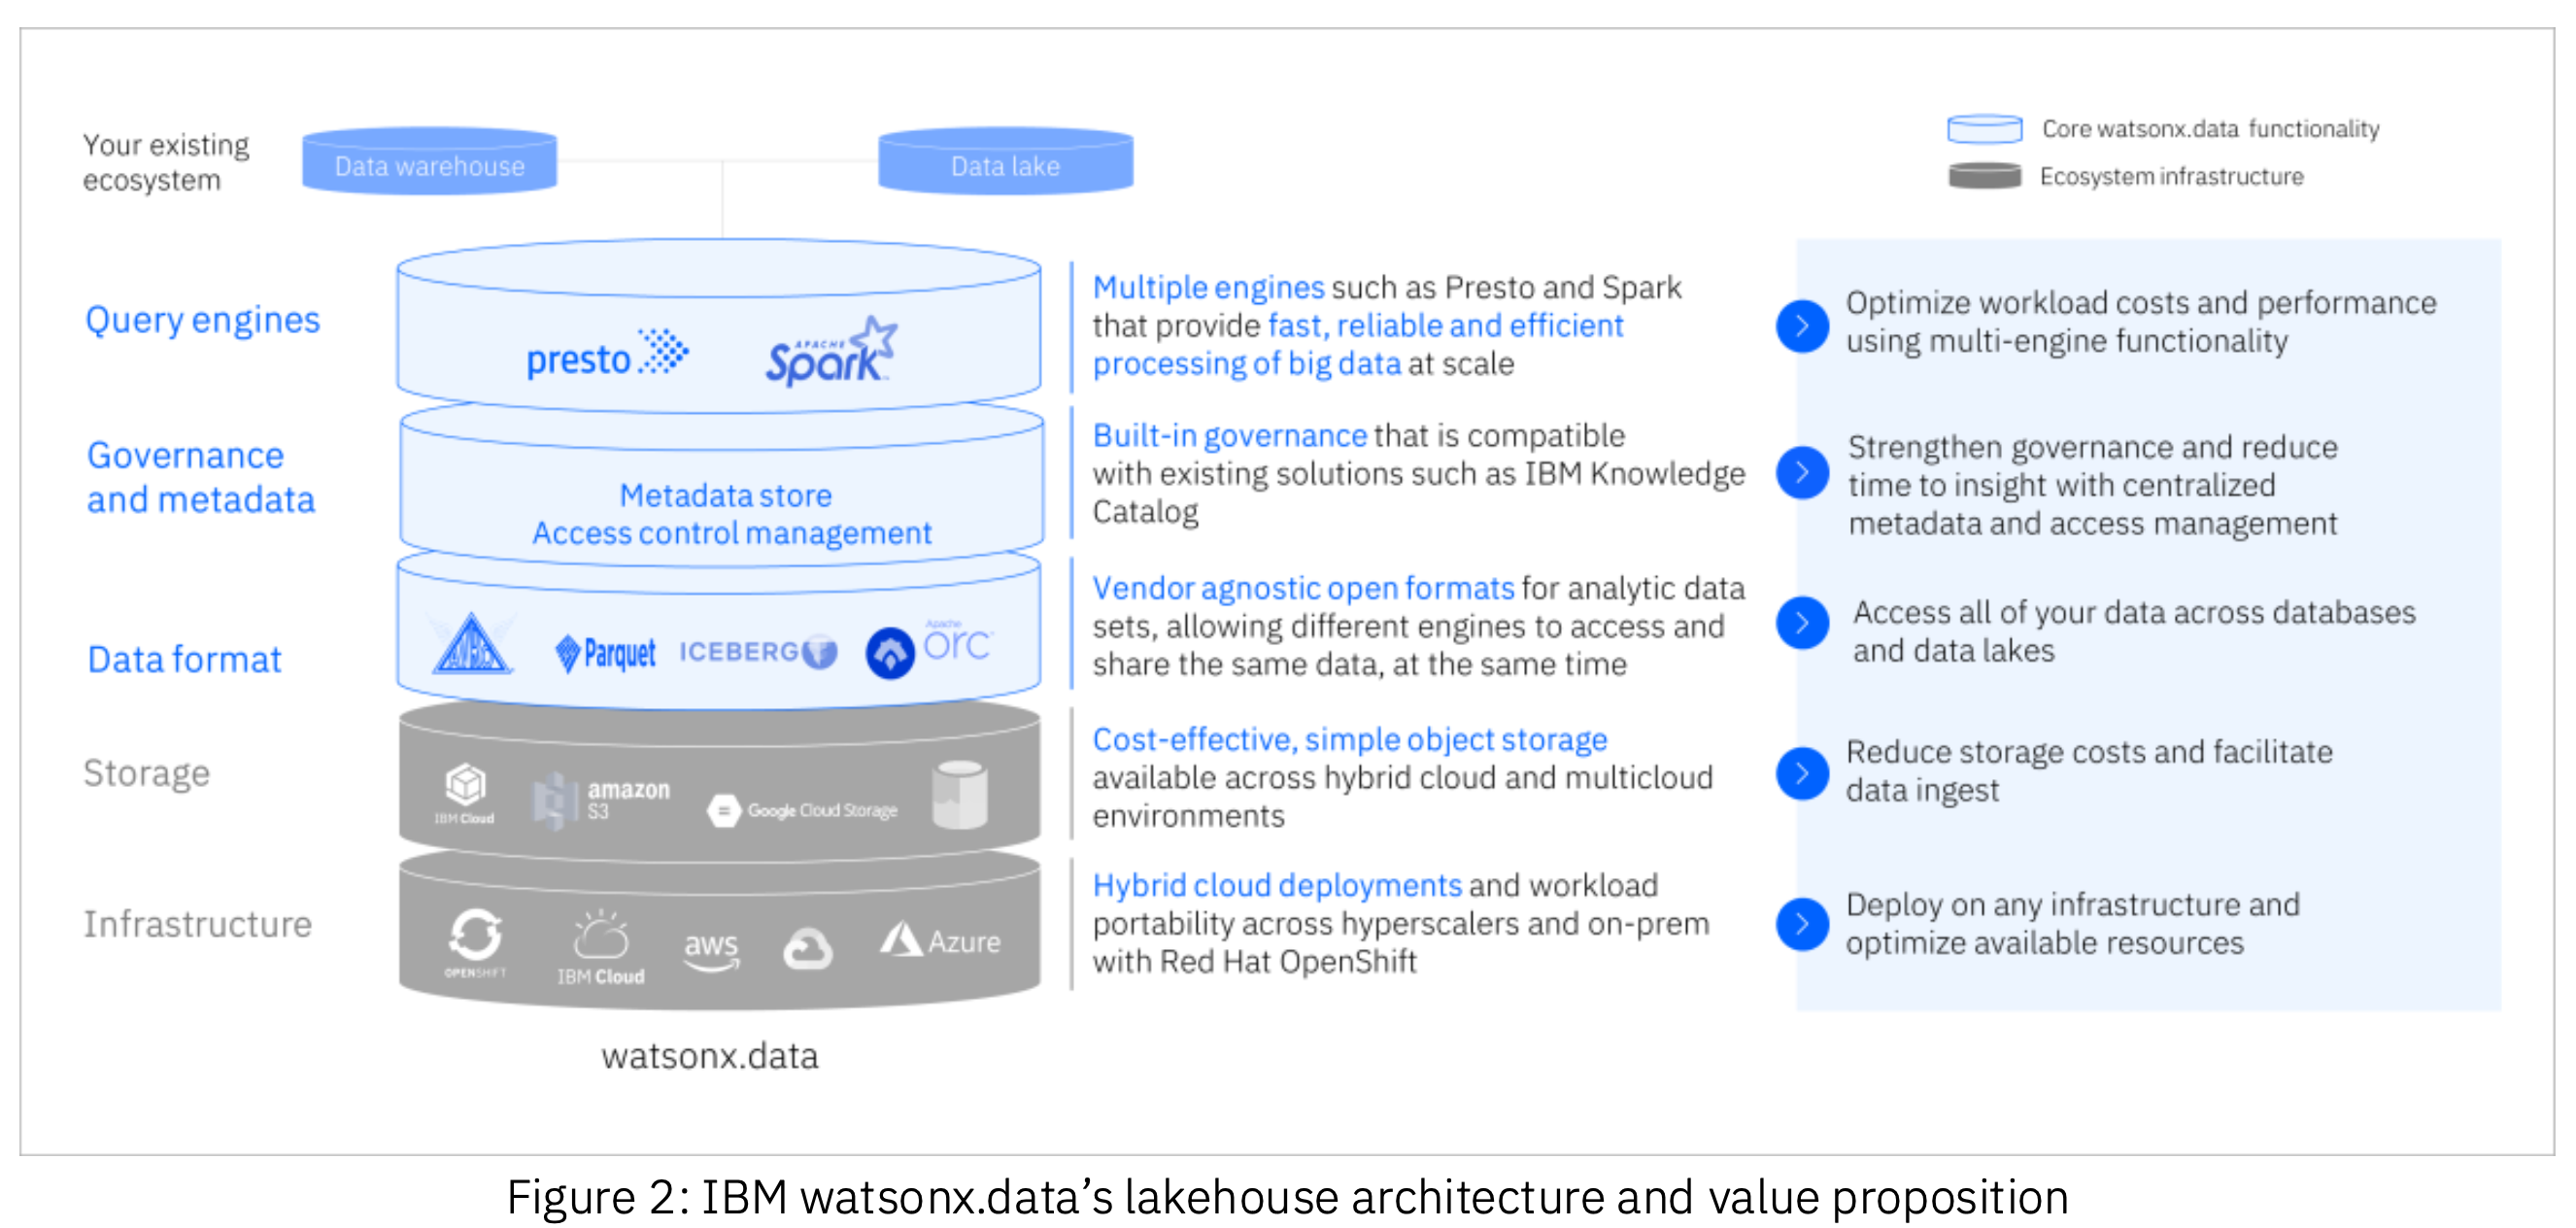 Your existing
ecosystem
Data warehouse
Data lake
Core watsonx.data functionality
Ecosystem infrastructure
Query engines
presto
APACHE
Spark
Multiple engines such as Presto and Spark
that provide fast, reliable and efficient
processing of big data at scale
Optimize workload costs and performance
using multi-engine functionality
Governance
and metadata
Metadata store
Access control management
Built-in governance that is compatible
with existing solutions such as IBM Knowledge
Catalog
Strengthen governance and reduce
time to insight with centralized
metadata and access management
Data format
AVRO
Parquet
ICEBERG
Apache
orc
Vendor agnostic open formats for analytic data
sets, allowing different engines to access and
share the same data, at the same time
Access all of your data across databases
and data lakes
Storage
IBM Cloud
amazon
S3
Google Cloud Storage
Cost-effective, simple object storage
available across hybrid cloud and multicloud
environments
Reduce storage costs and facilitate
data ingest
Infrastructure
OPENSHIFT
IBM Cloud
aws
Azure
Hybrid cloud deployments and workload
portability across hyperscalers and on-prem
with Red Hat OpenShift
Deploy on any infrastructure and
optimize available resources
watsonx.data
Figure 2: IBM watsonx.data’s lakehouse architecture and value proposition